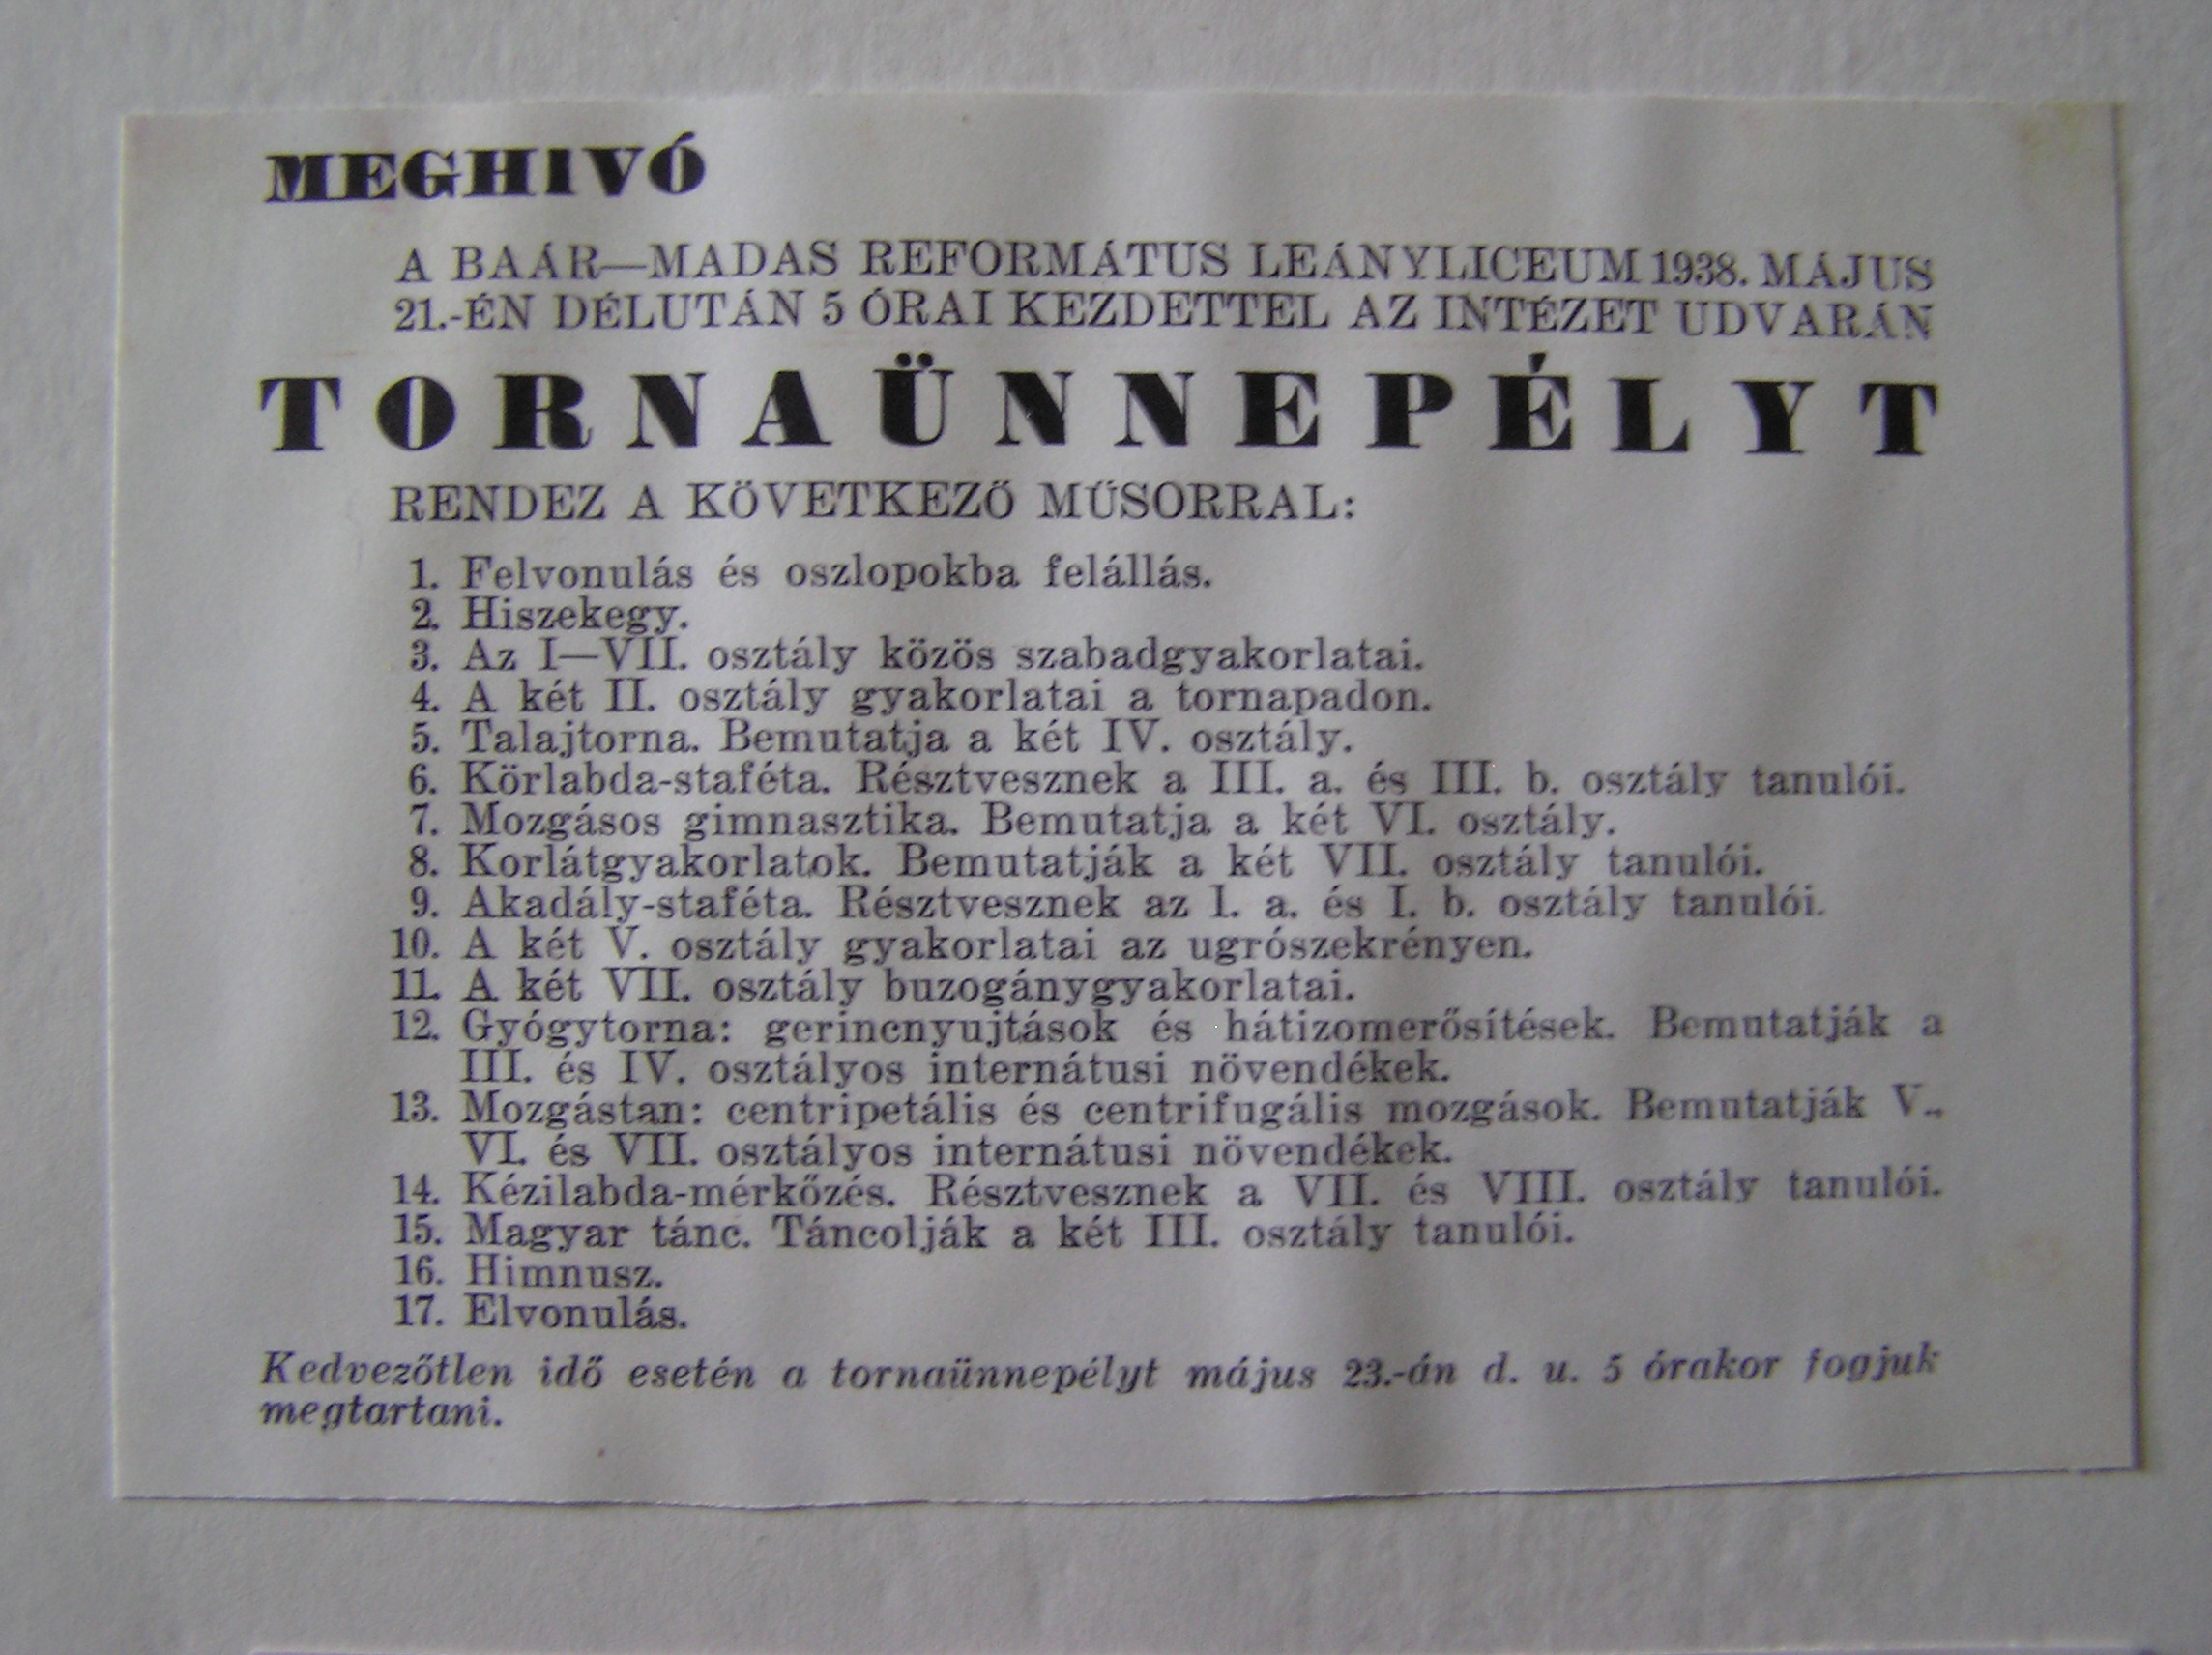 MEGHIVÓ
A BAÁR—MADAS REFORMÁTUS LEÁNYLICEUM 1938. MÁJUS
21.-ÉN DÉLUTÁN 5 ÓRAI KEZDETTEL AZ INTÉZET UDVARÁN
TORNAÜNNEPÉLYT
RENDEZ A KÖVETKEZŐ MŰSORRAL:
1. Felvonulás és oszlopokba felállás.
2. Hiszekegy.
3. Az I—VII. osztály közös szabadgyakorlatai.
4. A két II. osztály gyakorlatai a tornapadon.
5. Talajtorna. Bemutatja a két IV. osztály.
6. Körlabda-staféta. Résztvesznek a III. a. és III. b. osztály tanulói.
7. Mozgásos gimnasztika. Bemutatja a két VI. osztály.
8. Korlátgyakorlatok. Bemutatják a két VII. osztály tanulói.
9. Akadály-staféta. Résztvesznek az I. a. és I. b. osztály tanulói.
10. A két V. osztály gyakorlatai az ugrószekrényen.
11. A két VII. osztály buzogánygyakorlatai.
12. Gyógytorna: gerincnyujtások és hátizomerősítések. Bemutatják a
III. és IV. osztályos internátusi növendékek.
13. Mozgástan: centripetális és centrifugális mozgások. Bemutatják V.,
VI. és VII. osztályos internátusi növendékek.
14. Kézilabda-mérkőzés. Résztvesznek a VII. és VIII. osztály tanulói.
15. Magyar tánc. Táncolják a két III. osztály tanulói.
16. Himnusz.
17. Elvonulás.
Kedvezőtlen idő esetén a tornaünnepélyt május 23.-án d. u. 5 órakor fogjuk
megtartani.